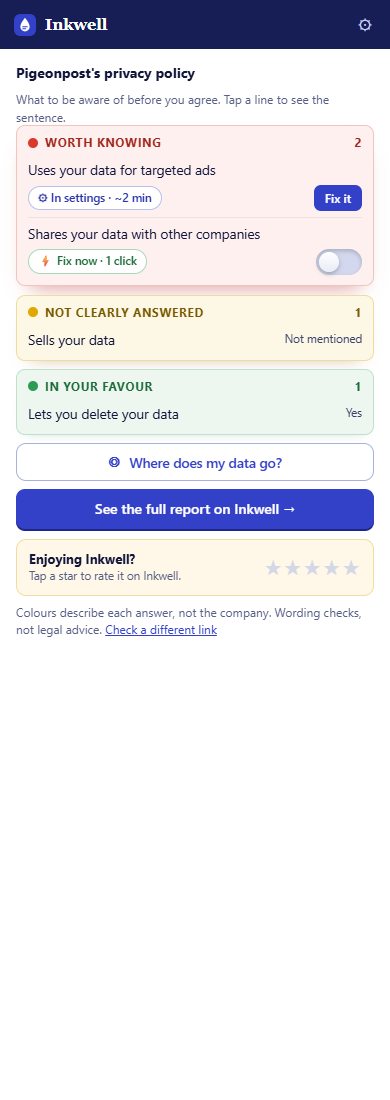 Inkwell
Pigeonpost's privacy policy
What to be aware of before you agree. Tap a line to see the
sentence.
WORTH KNOWING 2
Uses your data for targeted ads
In settings · ~2 min Fix it
Shares your data with other companies
Fix now · 1 click
NOT CLEARLY ANSWERED 1
Sells your data Not mentioned
IN YOUR FAVOUR 1
Lets you delete your data Yes
Where does my data go?
See the full report on Inkwell →
Enjoying Inkwell?
Tap a star to rate it on Inkwell.
Colours describe each answer, not the company. Wording checks,
not legal advice. Check a different link